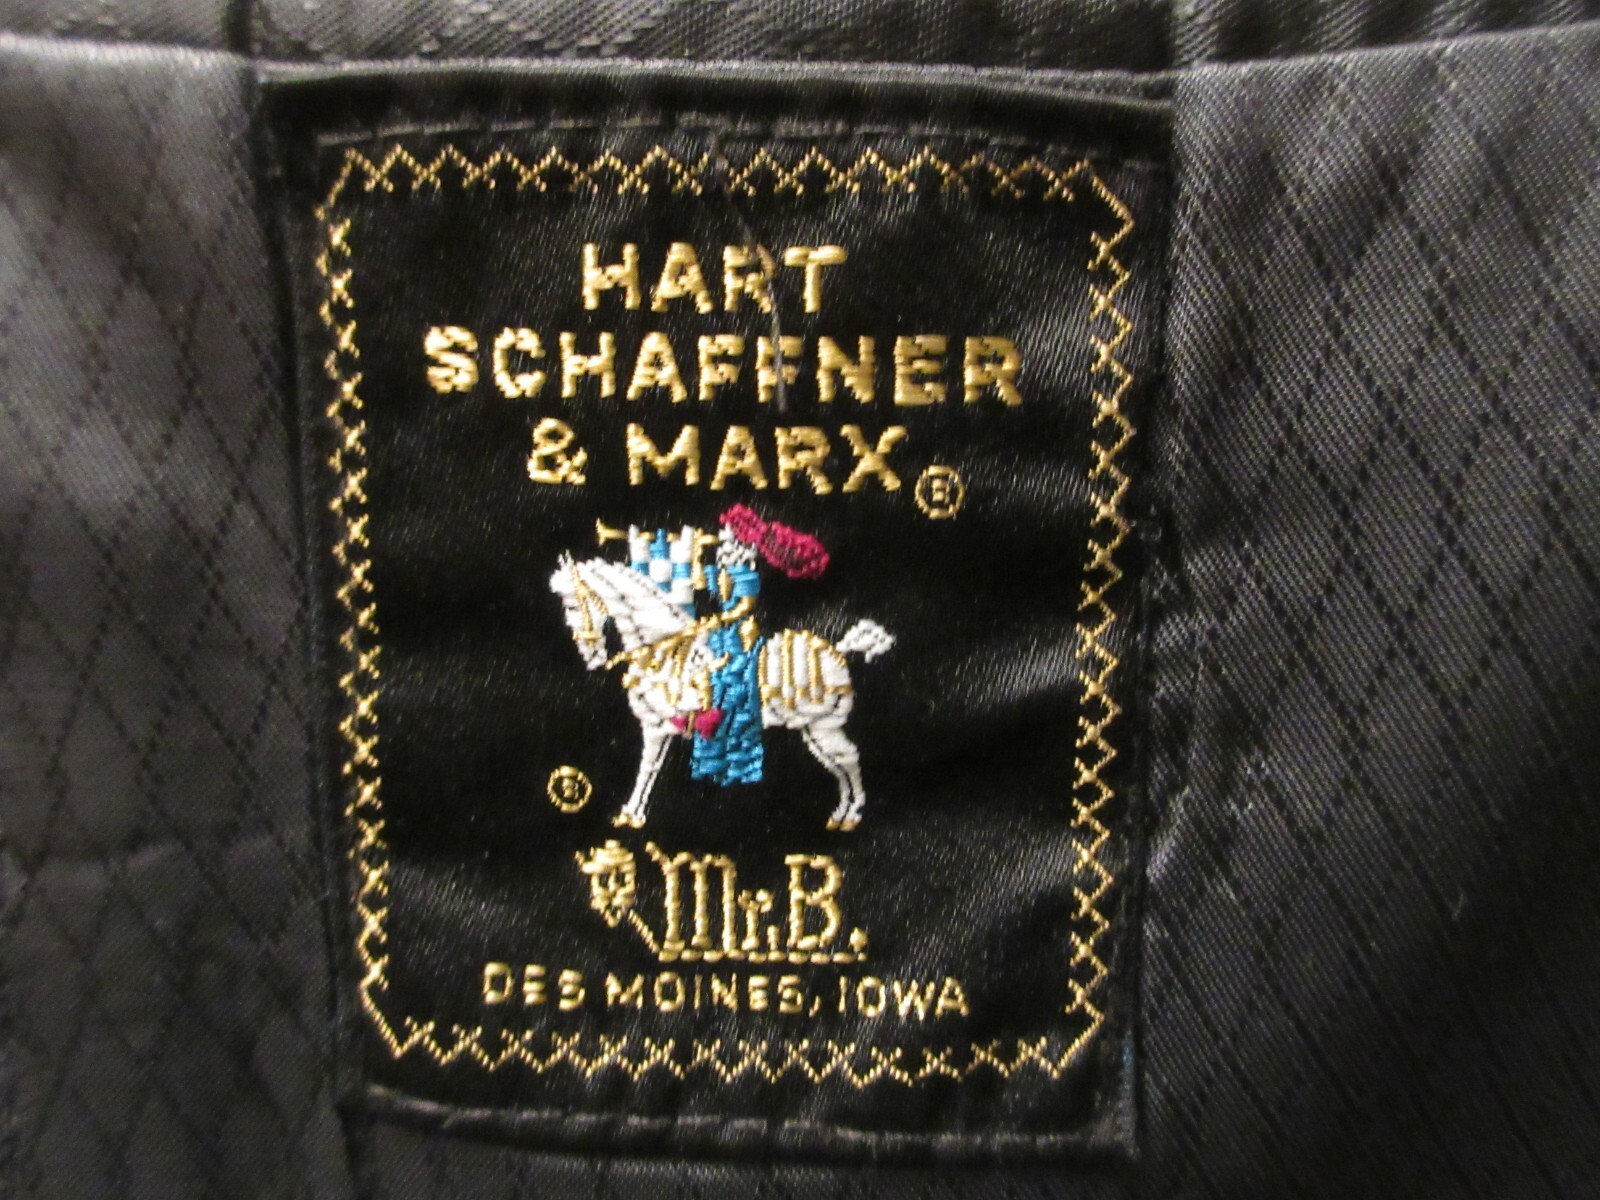 HART
SCHAFFNER
& MARX®
®
Mr. B.
DES MOINES, IOWA